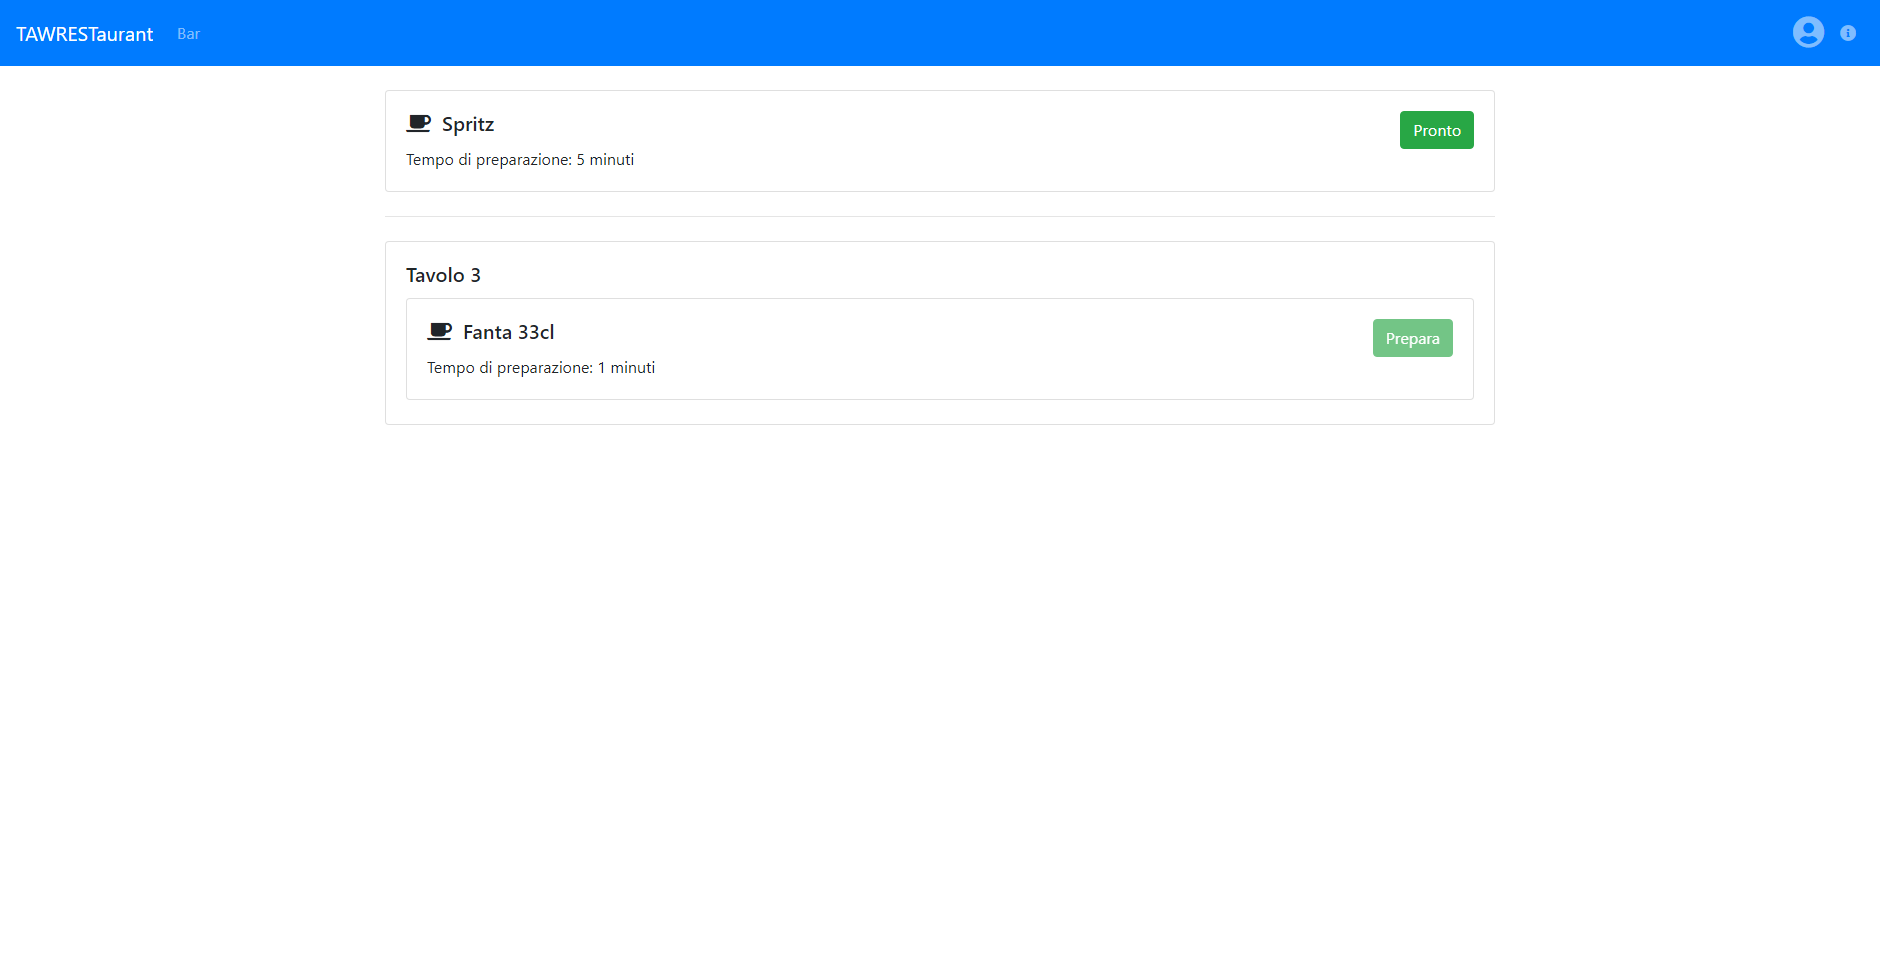 TAWRESTaurant Bar
Spritz
Pronto
Tempo di preparazione: 5 minuti
Tavolo 3
Fanta 33cl
Prepara
Tempo di preparazione: 1 minuti